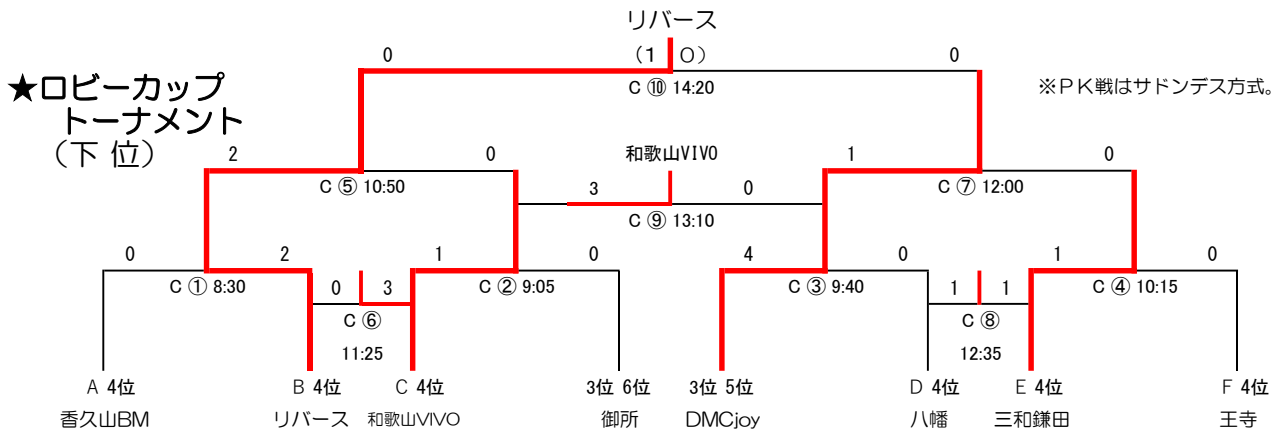 リバース
0 (1 0) 0
C ⑩ 14:20
★ロビーカップ
トーナメント
(下 位)
※PK戦はサドンデス方式。
2 0 和歌山VIVO 1 0
C ⑤ 10:50 3 0 C ⑦ 12:00
C ⑨ 13:10
0 2 1 0 4 0 1 0
C ① 8:30 0 3 C ② 9:05 C ③ 9:40 1 1 C ④ 10:15
C ⑥ C ⑧
11:25 12:35
A 4位 B 4位 C 4位 3位 6位 3位 5位 D 4位 E 4位 F 4位
香久山BM リバース 和歌山VIVO 御所 DMCjoy 八幡 三和鎌田 王寺